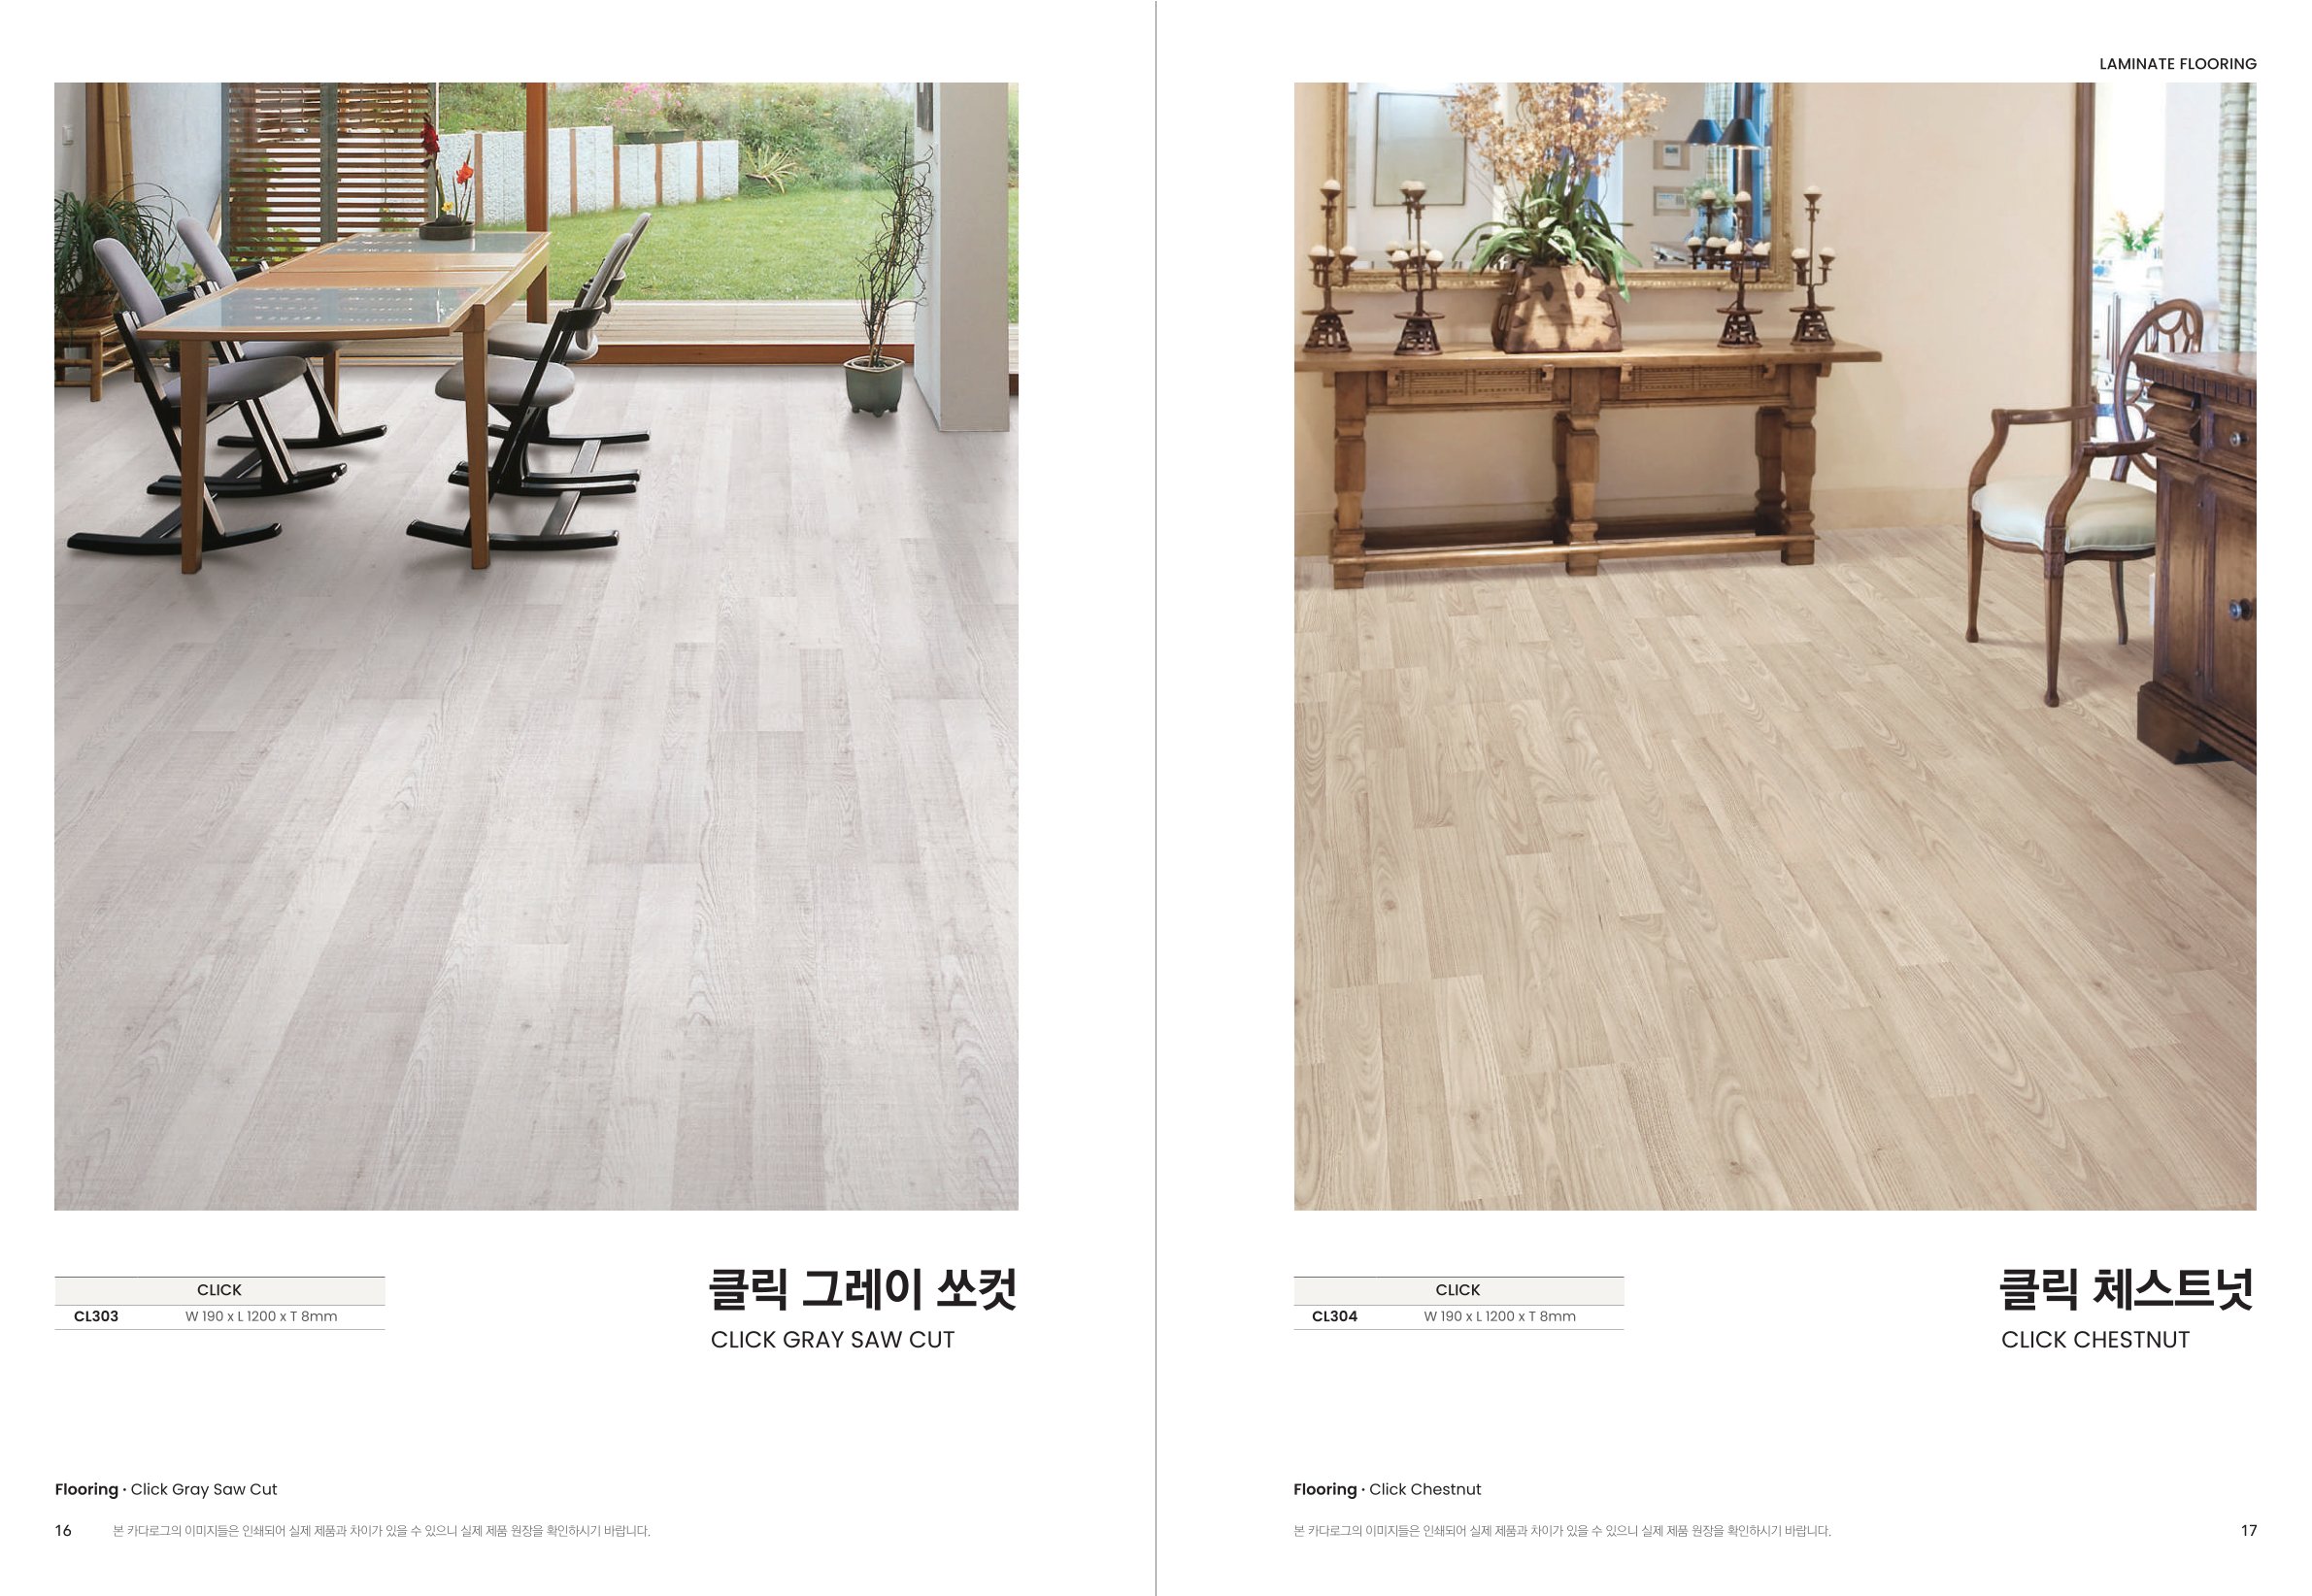 LAMINATE FLOORING
CLICK
CL303 W 190 x L 1200 x T 8mm
클릭 그레이 쏘컷
CLICK GRAY SAW CUT
Flooring · Click Gray Saw Cut
16 본 카다로그의 이미지들은 인쇄되어 실제 제품과 차이가 있을 수 있으니 실제 제품 원장을 확인하시기 바랍니다.
CLICK
CL304 W 190 x L 1200 x T 8mm
클릭 체스트넛
CLICK CHESTNUT
Flooring · Click Chestnut
본 카다로그의 이미지들은 인쇄되어 실제 제품과 차이가 있을 수 있으니 실제 제품 원장을 확인하시기 바랍니다. 17